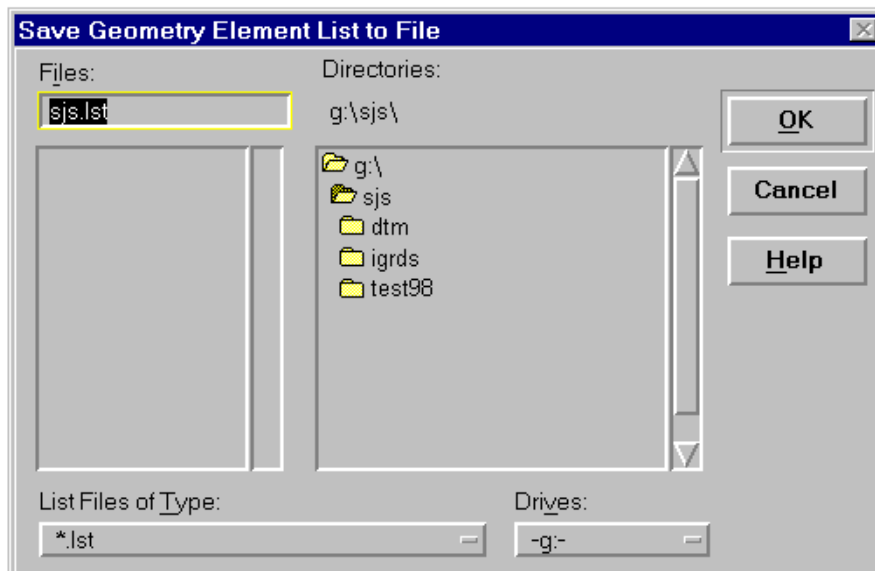 Save Geometry Element List to File
Files:
Directories:
sjs.lst
g:\sjs\
OK
g:\
sjs
Cancel
dtm
igrds
Help
test98
List Files of Type:
Drives:
*.lst
-g:-